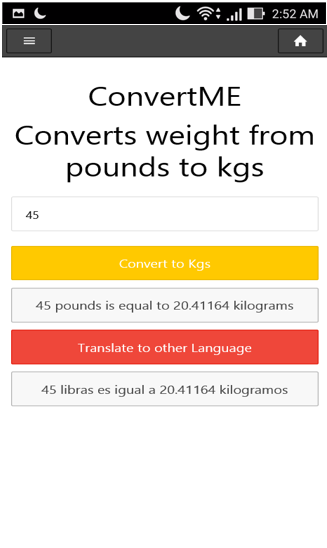 2:52 AM
ConvertME
Converts weight from
pounds to kgs
45
Convert to Kgs
45 pounds is equal to 20.41164 kilograms
Translate to other Language
45 libras es igual a 20.41164 kilogramos